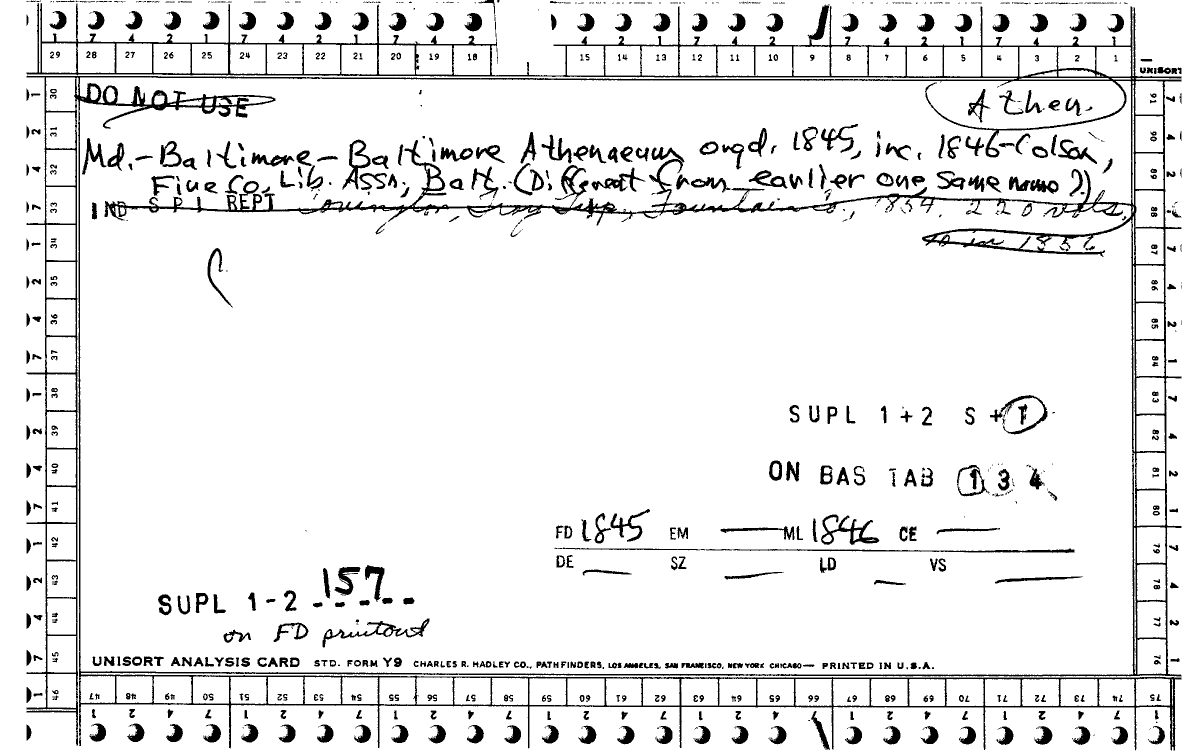 7 4 2 1 7 4 2 1 7 4 2 4 2 1 7 4 2 1 7 4 2 1 7 4 2 1
29 28 27 26 25 24 23 22 21 20 19 18 15 14 13 12 11 10 9 8 7 6 5 4 3 2 1
UNISORT
DO NOT USE
Athen.
Md.-Baltimore-Baltimore Athenaeum orgd. 1845, inc. 1846-Colson,
Five Co. Lib. Assn, Balt. (Different from earlier one, same name?)
IND S P I REPT Covington, Troy Twp., Fountain Co., 1854. 220 vols.
in 1856
SUPL 1+2 S + T
ON BAS TAB 1 3 4
FD 1845 EM — ML 1846 CE —
DE — SZ — LD — VS —
SUPL 1-2 157
on FD printout
UNISORT ANALYSIS CARD STD. FORM Y9 CHARLES R. HADLEY CO., PATHFINDERS, LOS ANGELES, SAN FRANCISCO, NEW YORK CHICAGO— PRINTED IN U.S.A.
30 31 32 33 34 35 36 37 38 39 40 41 42 43 44 45 46
91 90 89 88 87 86 85 84 83 82 81 80 79 78 77 76
47 48 49 50 51 52 53 54 55 56 57 58 59 60 61 62 63 64 65 66 67 68 69 70 71 72 73 74 75